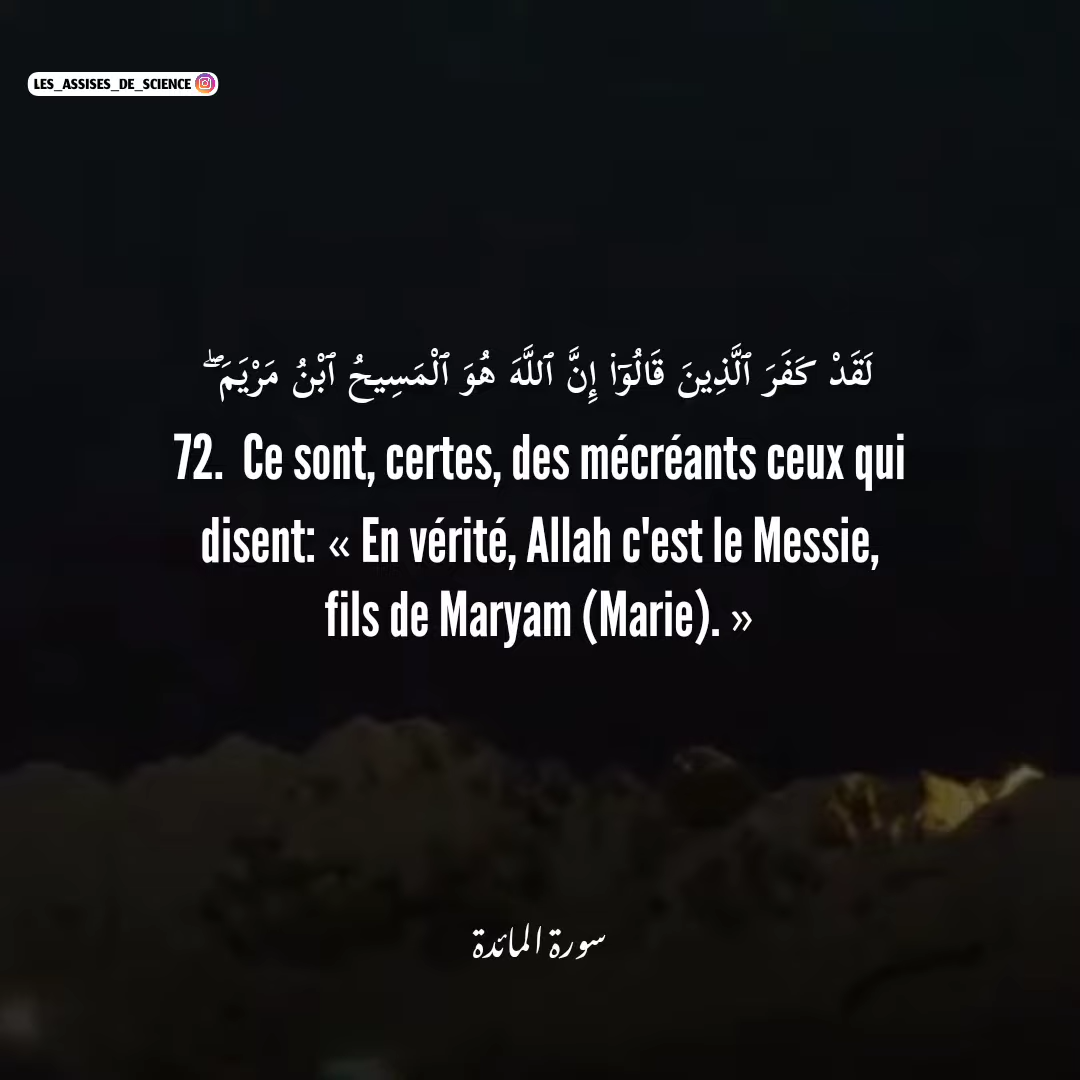 LES_ASSISES_DE_SCIENCE
لَقَدْ كَفَرَ ٱلَّذِينَ قَالُوٓا۟ إِنَّ ٱللَّهَ هُوَ ٱلْمَسِيحُ ٱبْنُ مَرْيَمَ ۖ
72. Ce sont, certes, des mécréants ceux qui
disent: « En vérité, Allah c'est le Messie,
fils de Maryam (Marie). »
سورة المائدة